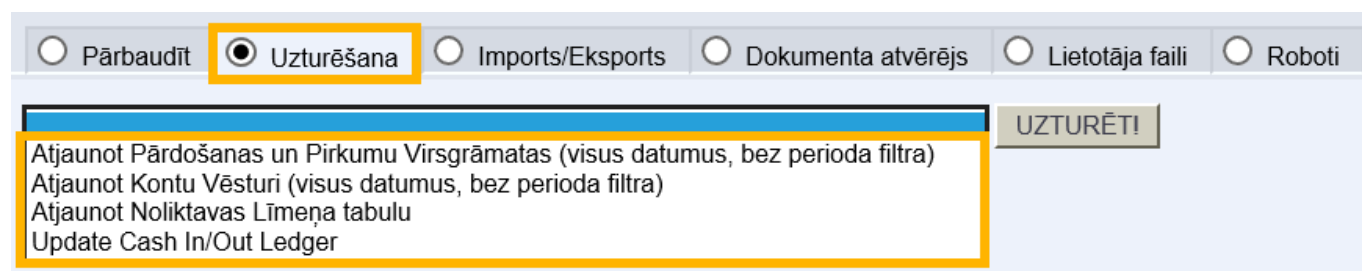 Pārbaudīt Uzturēšana Imports/Eksports Dokumenta atvērējs Lietotāja faili Roboti
UZTURĒT!
Atjaunot Pārdošanas un Pirkumu Virsgrāmatas (visus datumus, bez perioda filtra)
Atjaunot Kontu Vēsturi (visus datumus, bez perioda filtra)
Atjaunot Noliktavas Līmeņa tabulu
Update Cash In/Out Ledger